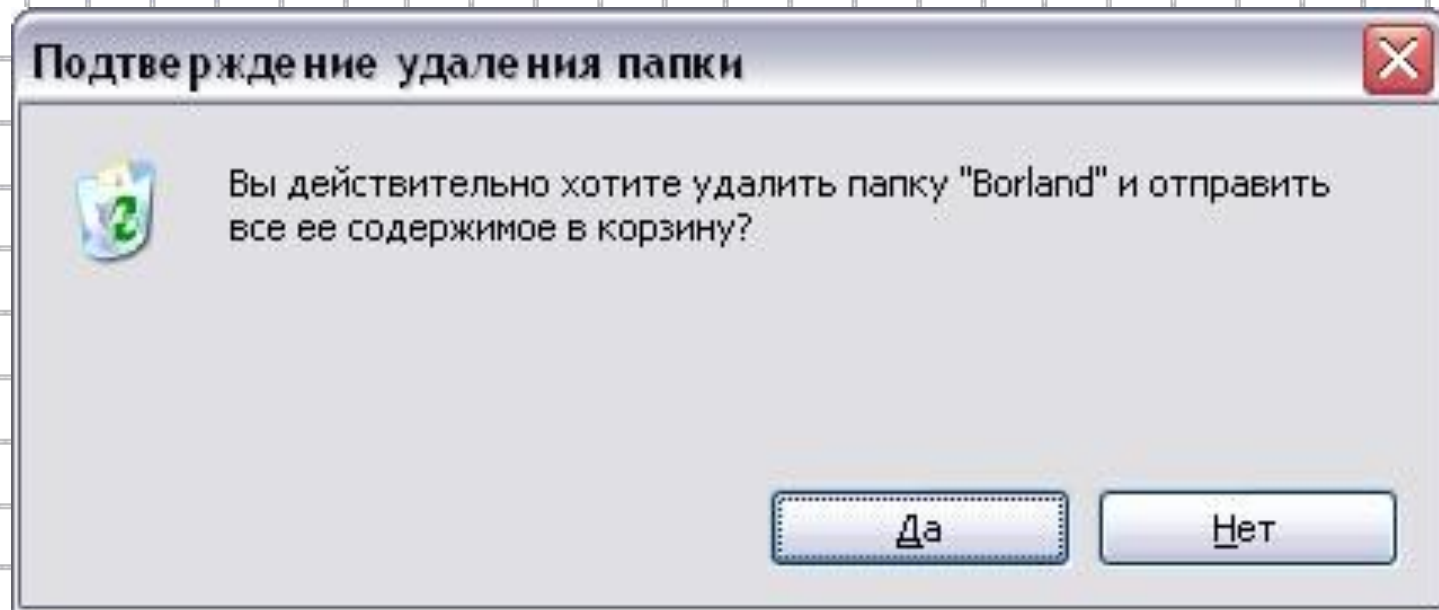 Подтверждение удаления папки
Вы действительно хотите удалить папку "Borland" и отправить
все ее содержимое в корзину?
Да
Нет